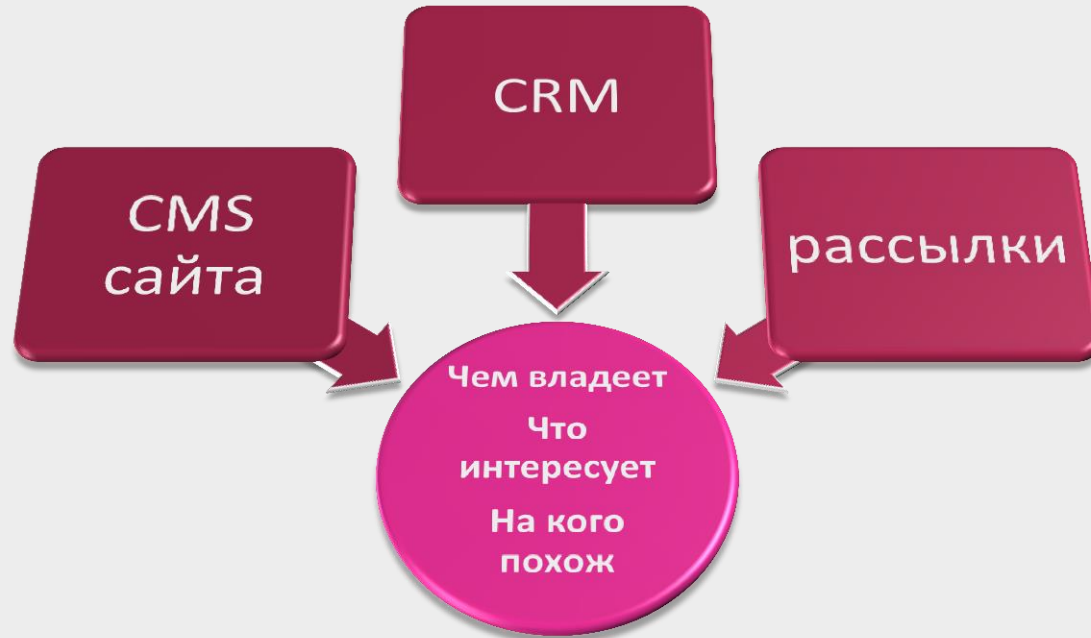 CMS
сайта
CRM
рассылки
Чем владеет
Что
интересует
На кого
похож